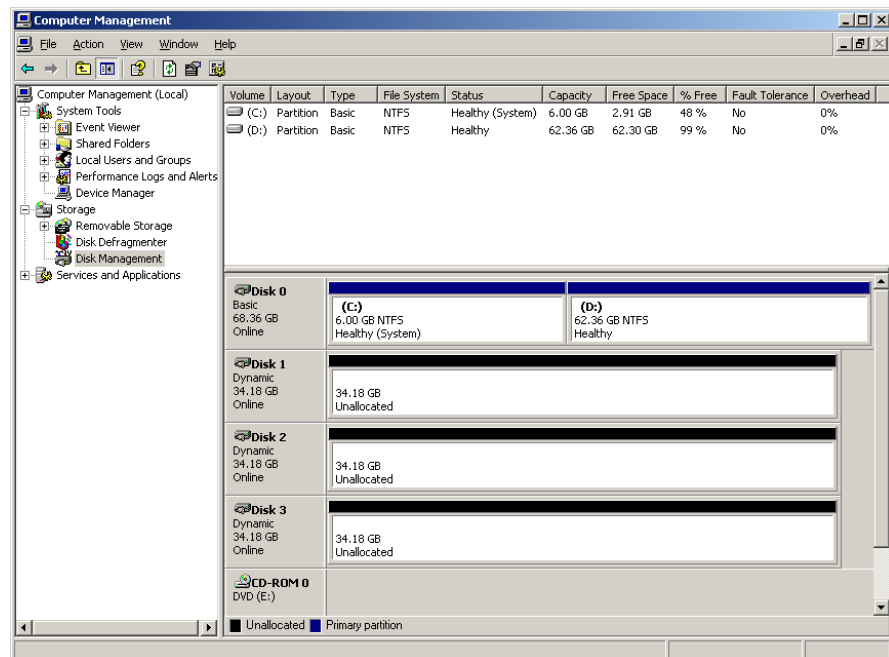 Computer Management
File Action View Window Help
Computer Management (Local)
System Tools
Event Viewer
Shared Folders
Local Users and Groups
Performance Logs and Alerts
Device Manager
Storage
Removable Storage
Disk Defragmenter
Disk Management
Services and Applications
Volume Layout Type File System Status Capacity Free Space % Free Fault Tolerance Overhead
(C:) Partition Basic NTFS Healthy (System) 6.00 GB 2.91 GB 48 % No 0%
(D:) Partition Basic NTFS Healthy 62.36 GB 62.30 GB 99 % No 0%
Disk 0
Basic
68.36 GB
Online
(C:)
6.00 GB NTFS
Healthy (System)
(D:)
62.36 GB NTFS
Healthy
Disk 1
Dynamic
34.18 GB
Online
34.18 GB
Unallocated
Disk 2
Dynamic
34.18 GB
Online
34.18 GB
Unallocated
Disk 3
Dynamic
34.18 GB
Online
34.18 GB
Unallocated
CD-ROM 0
DVD (E:)
Unallocated Primary partition